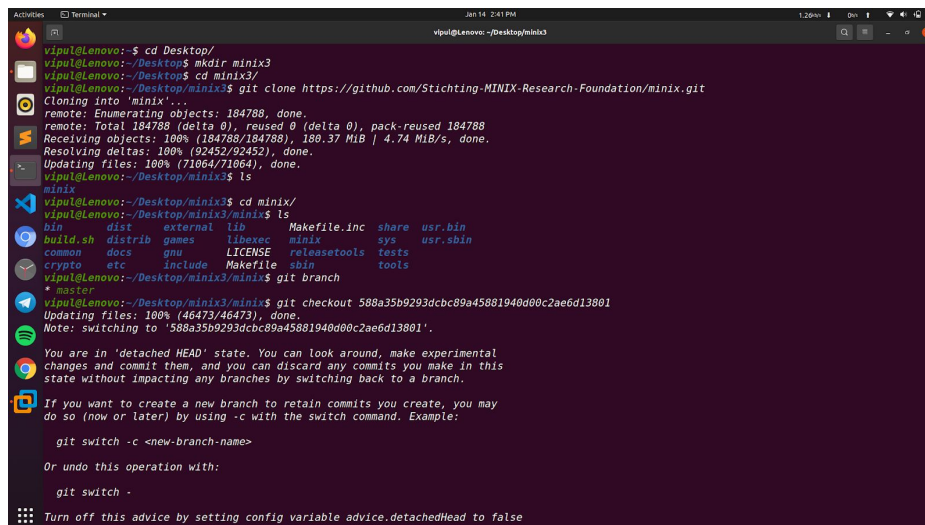 Activities Terminal Jan 14 2:41 PM
vipul@Lenovo: ~/Desktop/minix3
vipul@Lenovo:~$ cd Desktop/
vipul@Lenovo:~/Desktop$ mkdir minix3
vipul@Lenovo:~/Desktop$ cd minix3/
vipul@Lenovo:~/Desktop/minix3$ git clone https://github.com/Stichting-MINIX-Research-Foundation/minix.git
Cloning into 'minix'...
remote: Enumerating objects: 184788, done.
remote: Total 184788 (delta 0), reused 0 (delta 0), pack-reused 184788
Receiving objects: 100% (184788/184788), 180.37 MiB | 4.74 MiB/s, done.
Resolving deltas: 100% (92452/92452), done.
Updating files: 100% (71064/71064), done.
vipul@Lenovo:~/Desktop/minix3$ ls
minix
vipul@Lenovo:~/Desktop/minix3$ cd minix/
vipul@Lenovo:~/Desktop/minix3/minix$ ls
bin dist external lib Makefile.inc share usr.bin
build.sh distrib games libexec minix sys usr.sbin
common docs gnu LICENSE releasetools tests
crypto etc include Makefile sbin tools
vipul@Lenovo:~/Desktop/minix3/minix$ git branch
* master
vipul@Lenovo:~/Desktop/minix3/minix$ git checkout 588a35b9293dcbc89a45881940d00c2ae6d13801
Updating files: 100% (46473/46473), done.
Note: switching to '588a35b9293dcbc89a45881940d00c2ae6d13801'.
You are in 'detached HEAD' state. You can look around, make experimental
changes and commit them, and you can discard any commits you make in this
state without impacting any branches by switching back to a branch.
If you want to create a new branch to retain commits you create, you may
do so (now or later) by using -c with the switch command. Example:
git switch -c <new-branch-name>
Or undo this operation with:
git switch -
Turn off this advice by setting config variable advice.detachedHead to false